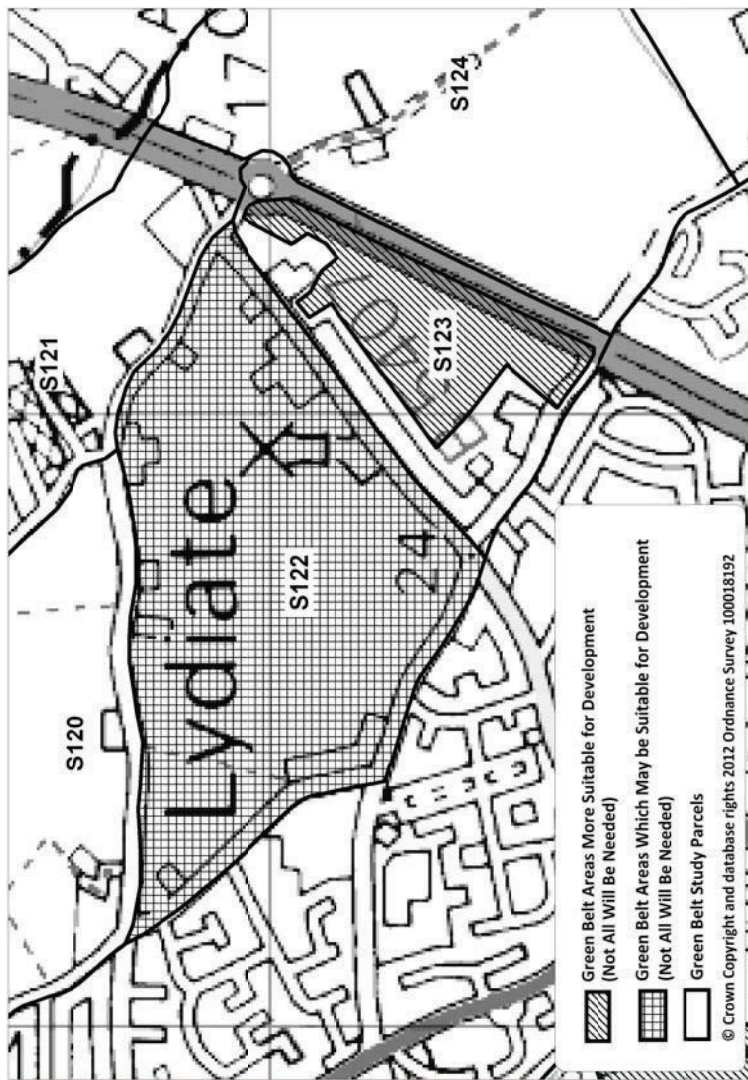 S121
17
S124
S120
Lydiate
S122
24
S123
Green Belt Areas More Suitable for Development
(Not All Will Be Needed)
Green Belt Areas Which May be Suitable for Development
(Not All Will Be Needed)
Green Belt Study Parcels
© Crown Copyright and database rights 2012 Ordnance Survey 100018192